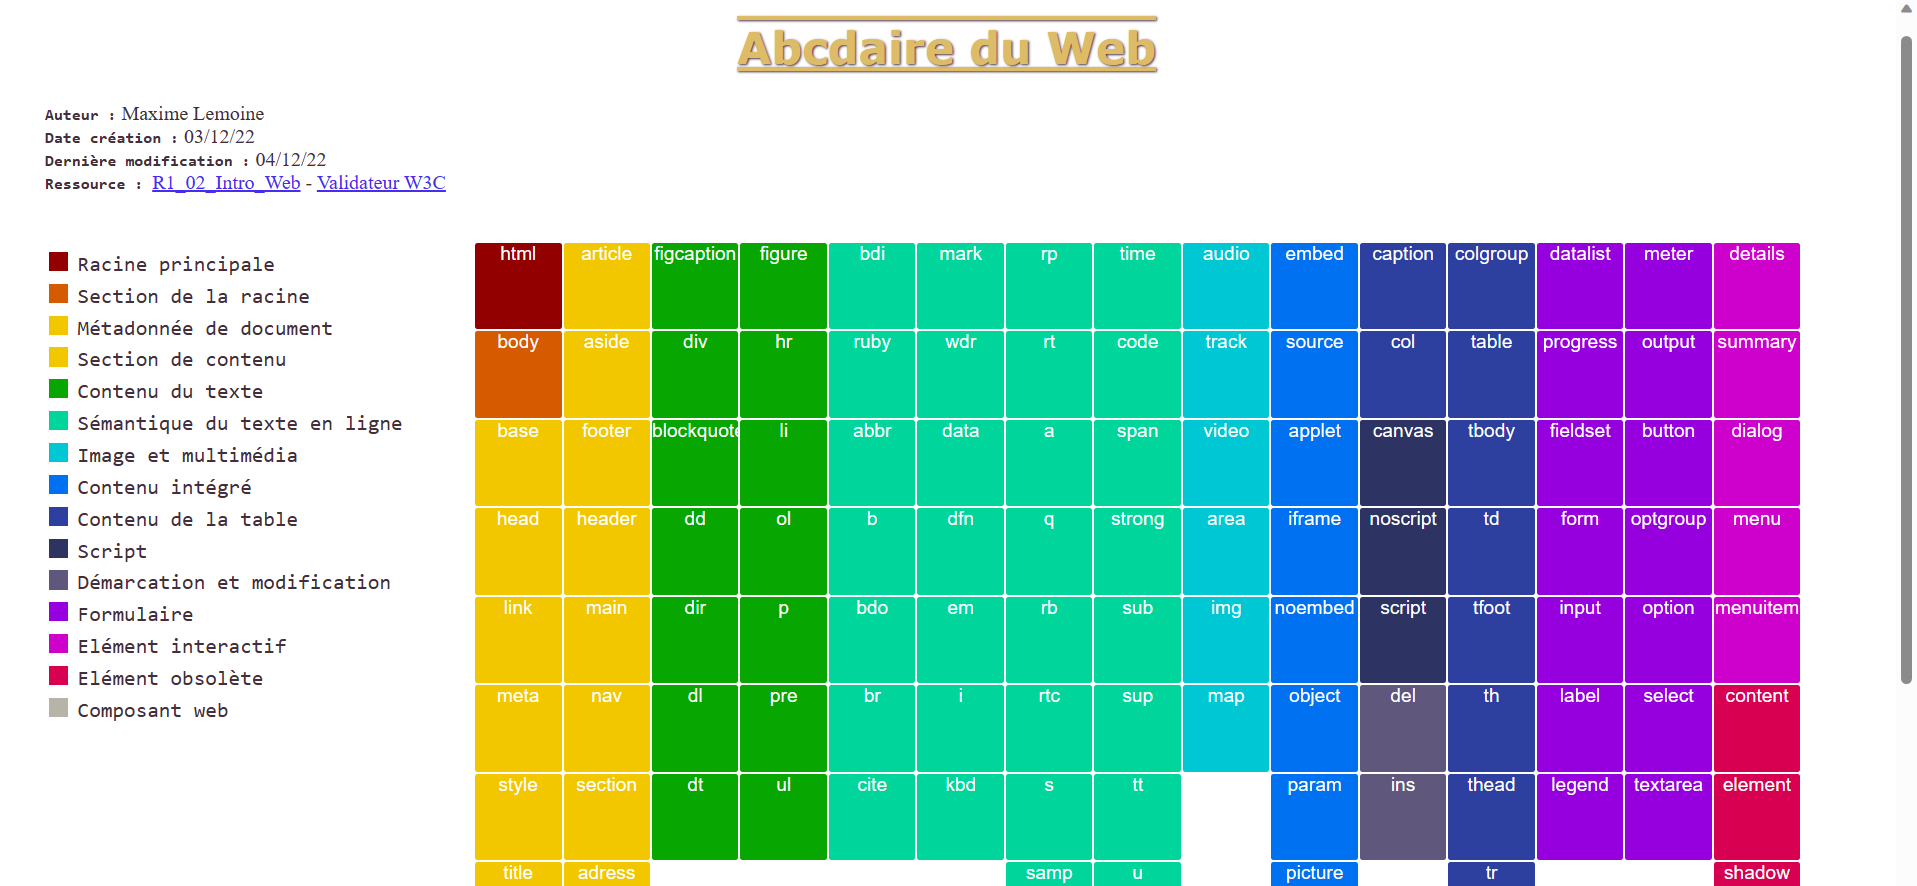 Abcdaire du Web
Auteur : Maxime Lemoine
Date création : 03/12/22
Dernière modification : 04/12/22
Ressource : R1_02_Intro_Web - Validateur W3C
Racine principale
Section de la racine
Métadonnée de document
Section de contenu
Contenu du texte
Sémantique du texte en ligne
Image et multimédia
Contenu intégré
Contenu de la table
Script
Démarcation et modification
Formulaire
Elément interactif
Elément obsolète
Composant web
html article figcaption figure bdi mark rp time audio embed caption colgroup datalist meter details
body aside div hr ruby wdr rt code track source col table progress output summary
base footer blockquote li abbr data a span video applet canvas tbody fieldset button dialog
head header dd ol b dfn q strong area iframe noscript td form optgroup menu
link main dir p bdo em rb sub img noembed script tfoot input option menuitem
meta nav dl pre br i rtc sup map object del th label select content
style section dt ul cite kbd s tt param ins thead legend textarea element
title adress samp u picture tr shadow